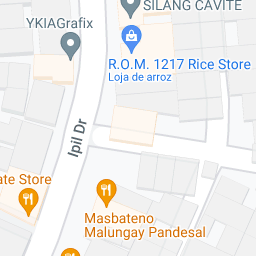 SILANG CAVITE
YKIAGrafix
R.O.M. 1217 Rice Store
Loja de arroz
Ipil Dr
ate Store
Masbateno
Malungay Pandesal